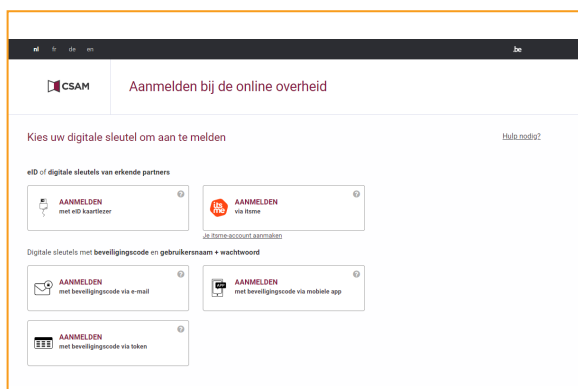 nl fr de en
.be
CSAM
Aanmelden bij de online overheid
Kies uw digitale sleutel om aan te melden
Hulp nodig?
eID of digitale sleutels van erkende partners
AANMELDEN
met eID kaartlezer
?
its me
AANMELDEN
via itsme
?
Je itsme-account aanmaken
Digitale sleutels met beveiligingscode en gebruikersnaam + wachtwoord
AANMELDEN
met beveiligingscode via e-mail
?
APP
AANMELDEN
met beveiligingscode via mobiele app
?
AANMELDEN
met beveiligingscode via token
?